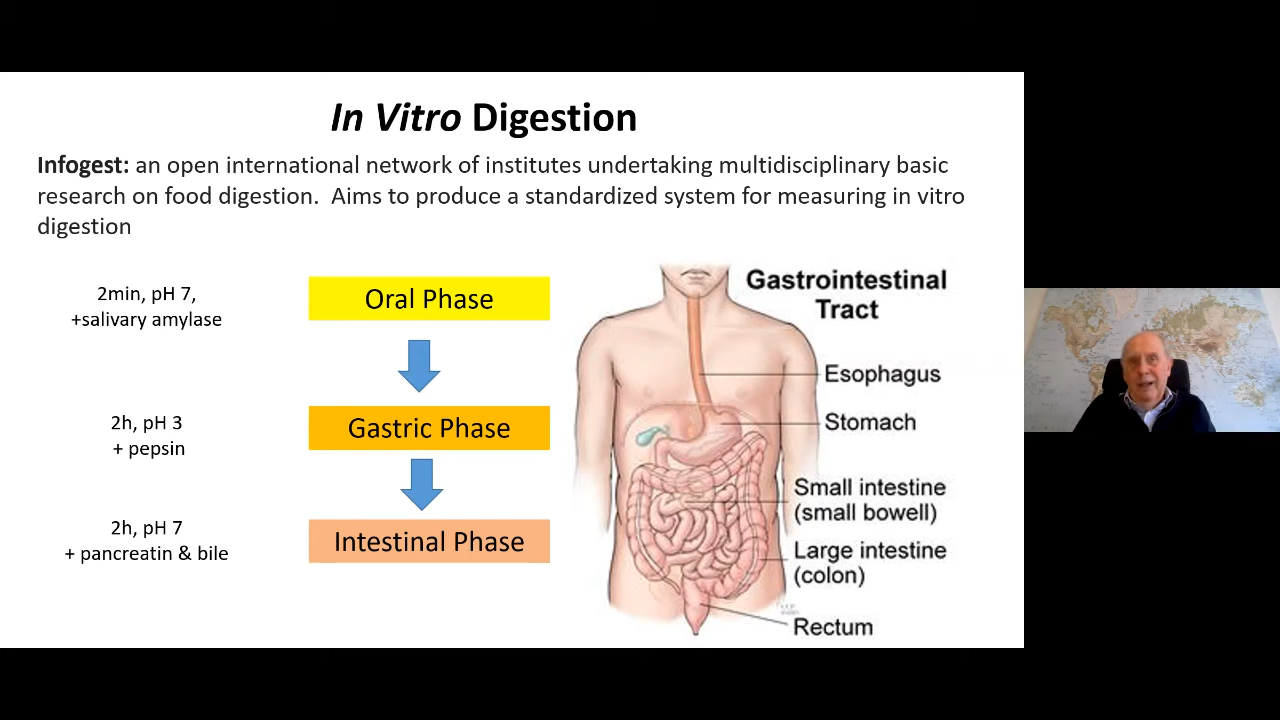 In Vitro Digestion
Infogest: an open international network of institutes undertaking multidisciplinary basic
research on food digestion. Aims to produce a standardized system for measuring in vitro
digestion
2min, pH 7,
+salivary amylase
Oral Phase
2h, pH 3
+ pepsin
Gastric Phase
2h, pH 7
+ pancreatin & bile
Intestinal Phase
Gastrointestinal
Tract
Esophagus
Stomach
Small intestine
(small bowell)
Large intestine
(colon)
Rectum